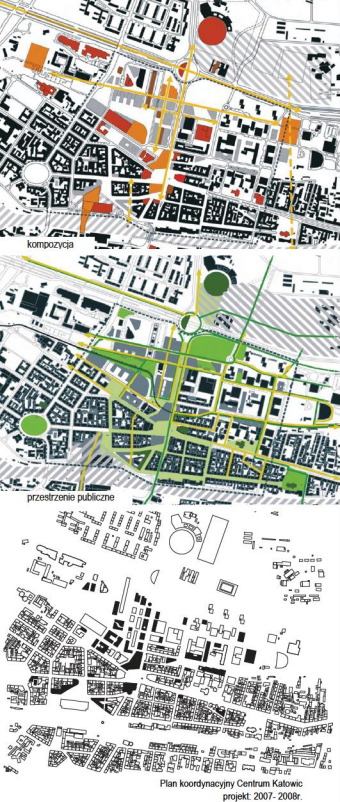 kompozycja
przestrzenie publiczne
Plan koordynacyjny Centrum Katowic
projekt: 2007- 2008r.